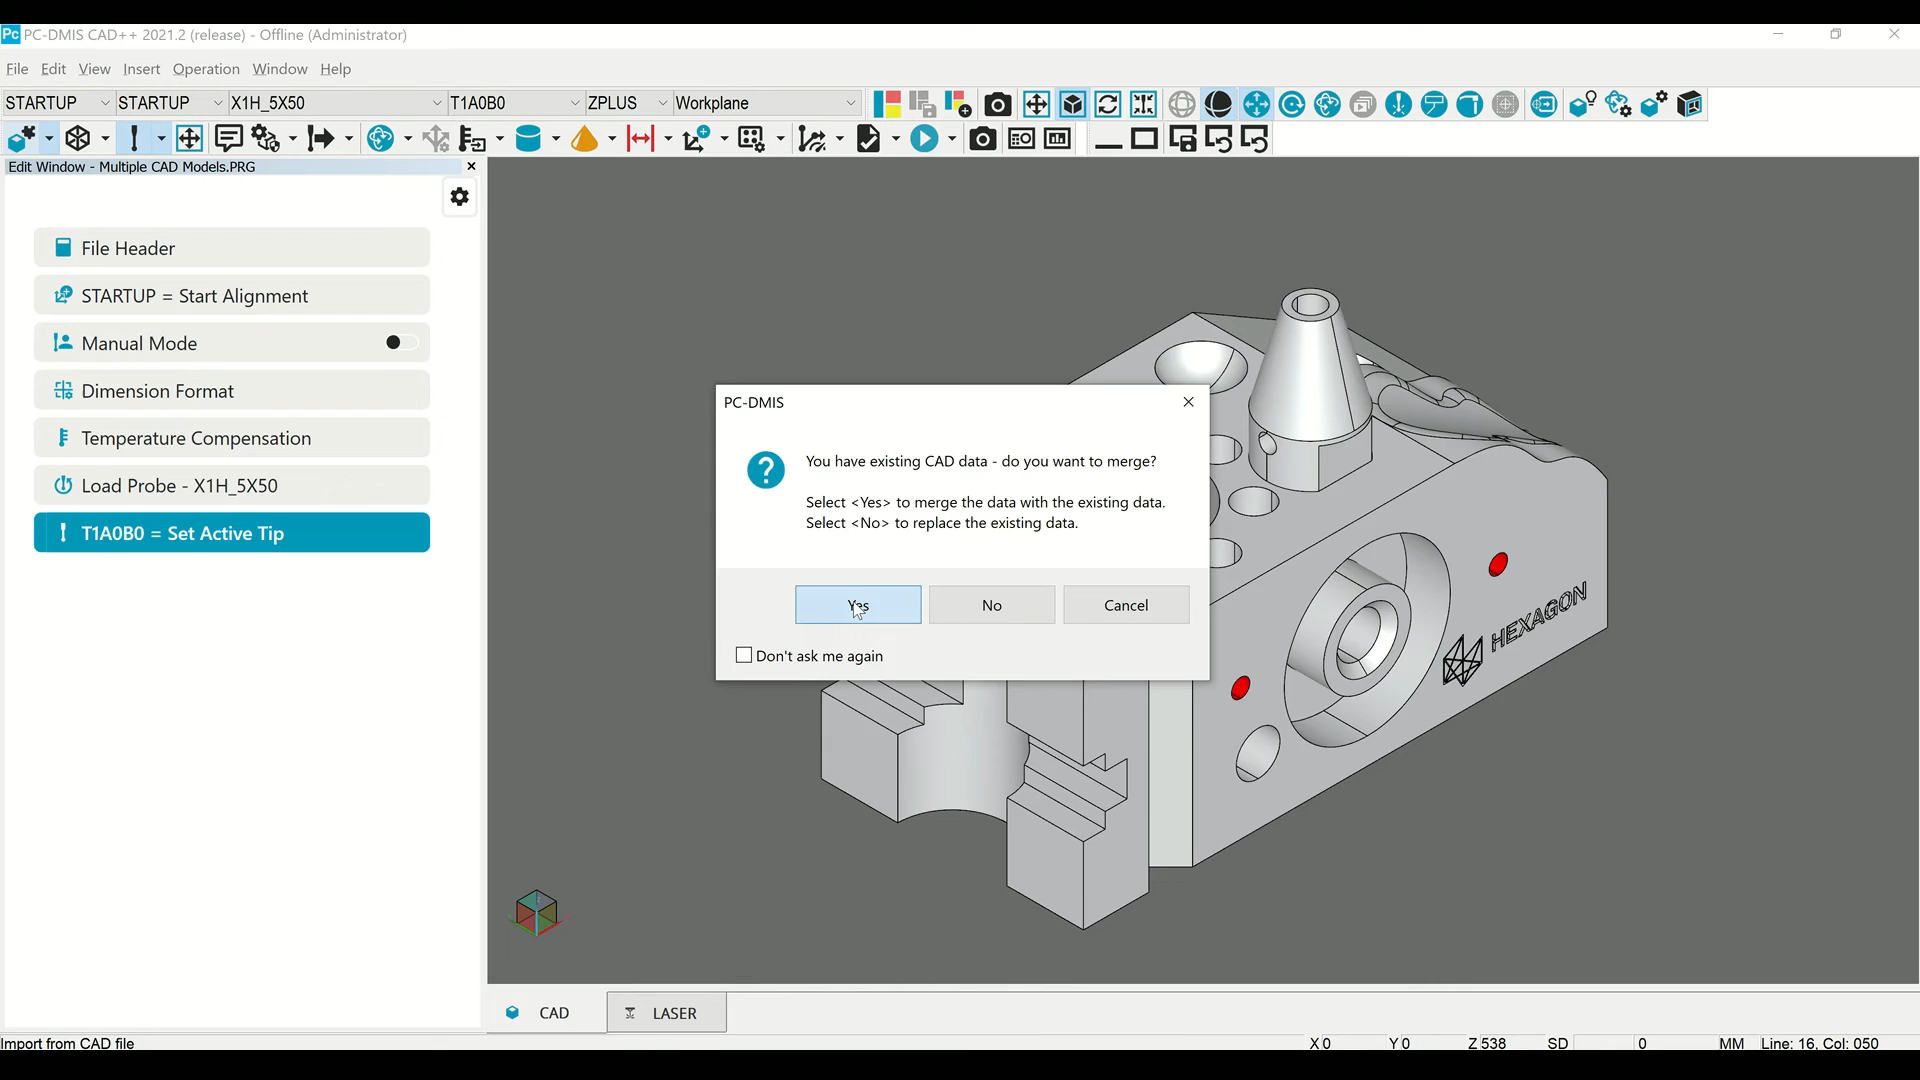 Pc PC-DMIS CAD++ 2021.2 (release) - Offline (Administrator)
File Edit View Insert Operation Window Help
STARTUP STARTUP X1H_5X50 T1A0B0 ZPLUS Workplane
Edit Window - Multiple CAD Models.PRG
File Header
STARTUP = Start Alignment
Manual Mode
Dimension Format
Temperature Compensation
Load Probe - X1H_5X50
T1A0B0 = Set Active Tip
PC-DMIS
You have existing CAD data - do you want to merge?
Select <Yes> to merge the data with the existing data.
Select <No> to replace the existing data.
Yes No Cancel
Don't ask me again
HEXAGON
CAD LASER
Import from CAD file X 0 Y 0 Z 538 SD 0 MM Line: 16, Col: 050